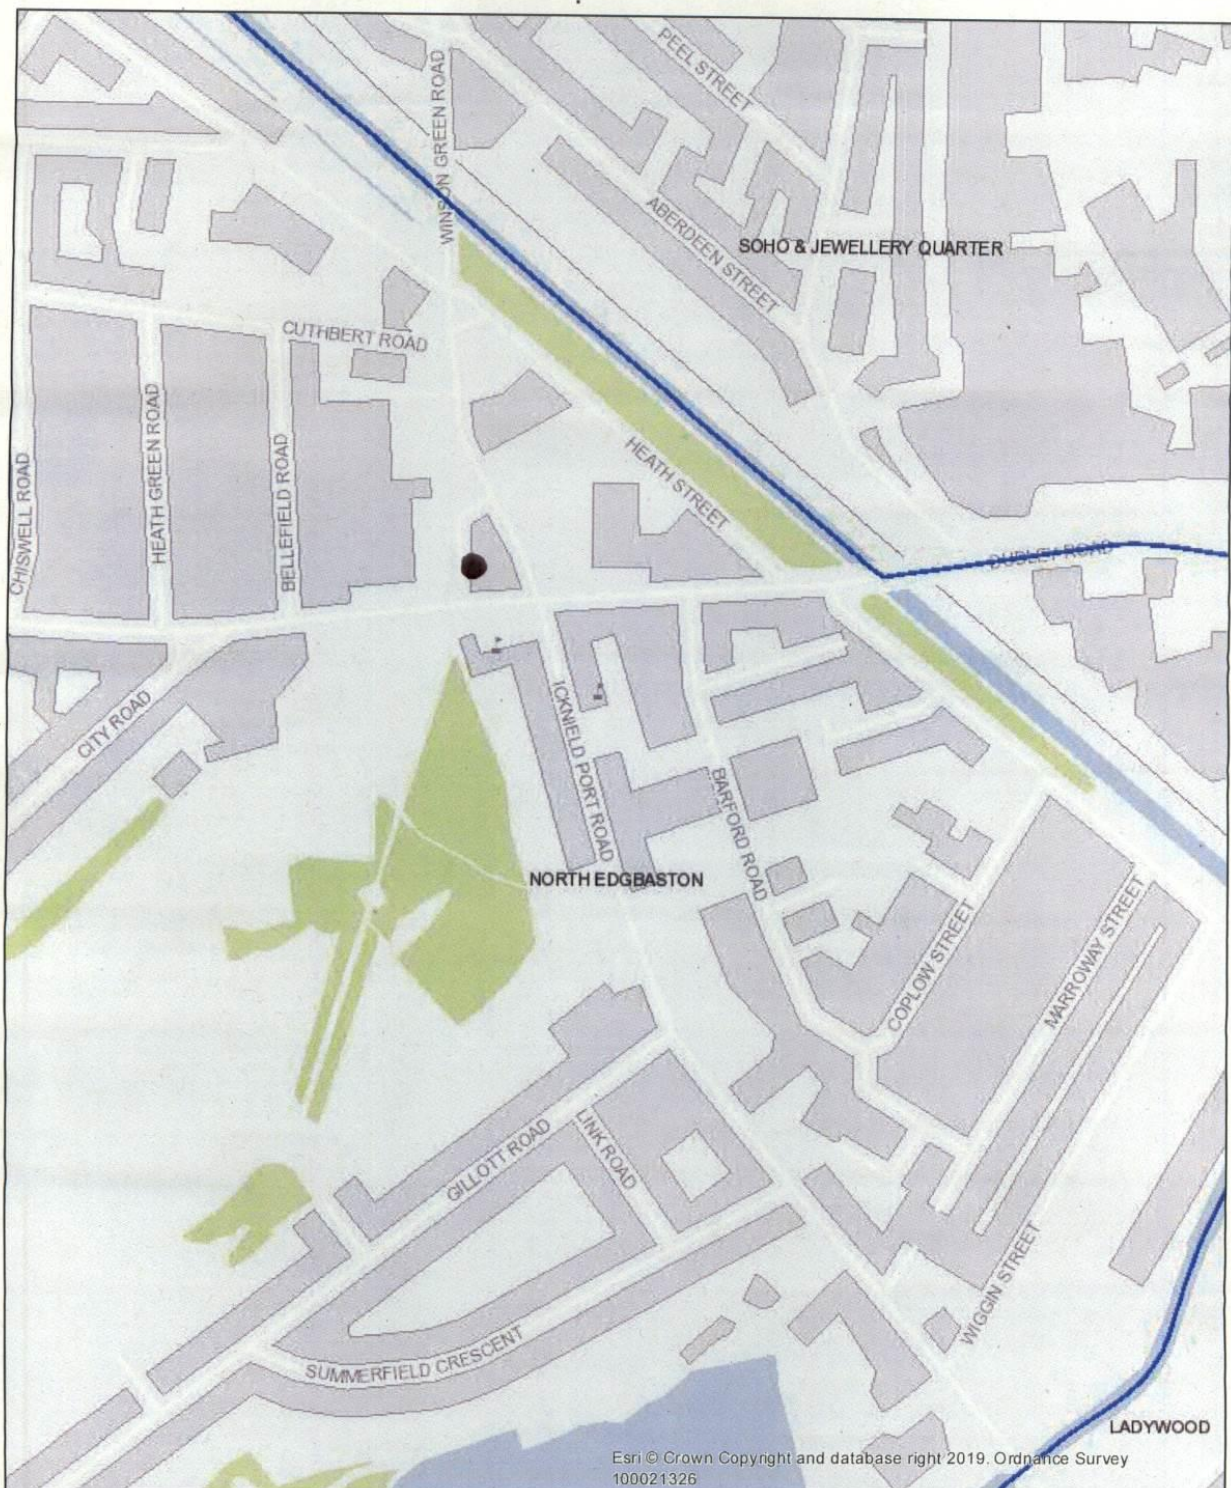 PEEL STREET
WINSON GREEN ROAD
ABERDEEN STREET
SOHO & JEWELLERY QUARTER
CUTHBERT ROAD
HEATH GREEN ROAD
BELLEFIELD ROAD
CHISWELL ROAD
HEATH STREET
DUDLEY ROAD
CITY ROAD
ICKNIELD PORT ROAD
BARFORD ROAD
NORTH EDGBASTON
COPLOW STREET
MARROWAY STREET
GILLOTT ROAD
LINK ROAD
WIGGIN STREET
SUMMERFIELD CRESCENT
LADYWOOD
Esri © Crown Copyright and database right 2019. Ordnance Survey
100021326